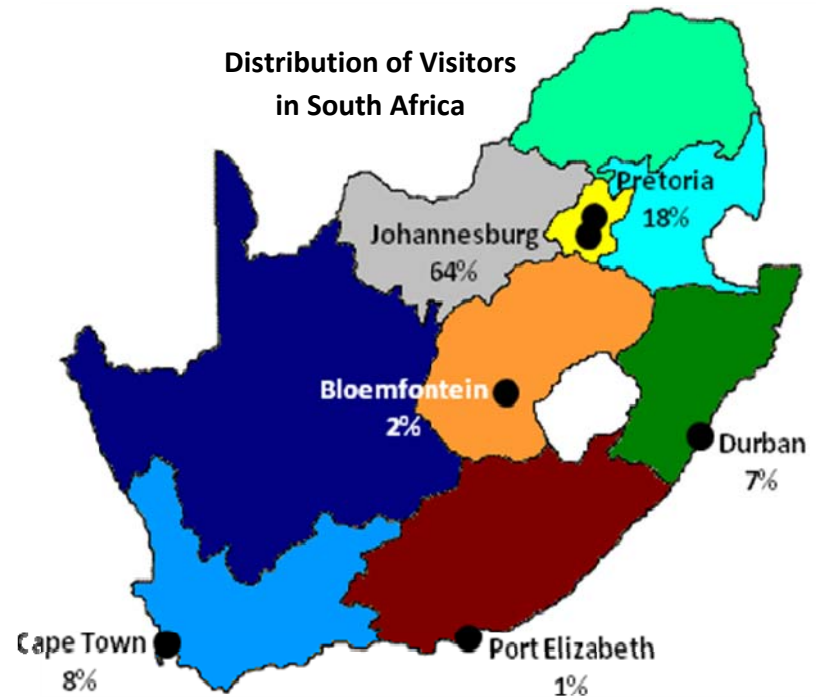 Distribution of Visitors
in South Africa
Pretoria
18%
Johannesburg
64%
Bloemfontein
2%
Durban
7%
Cape Town
8%
Port Elizabeth
1%